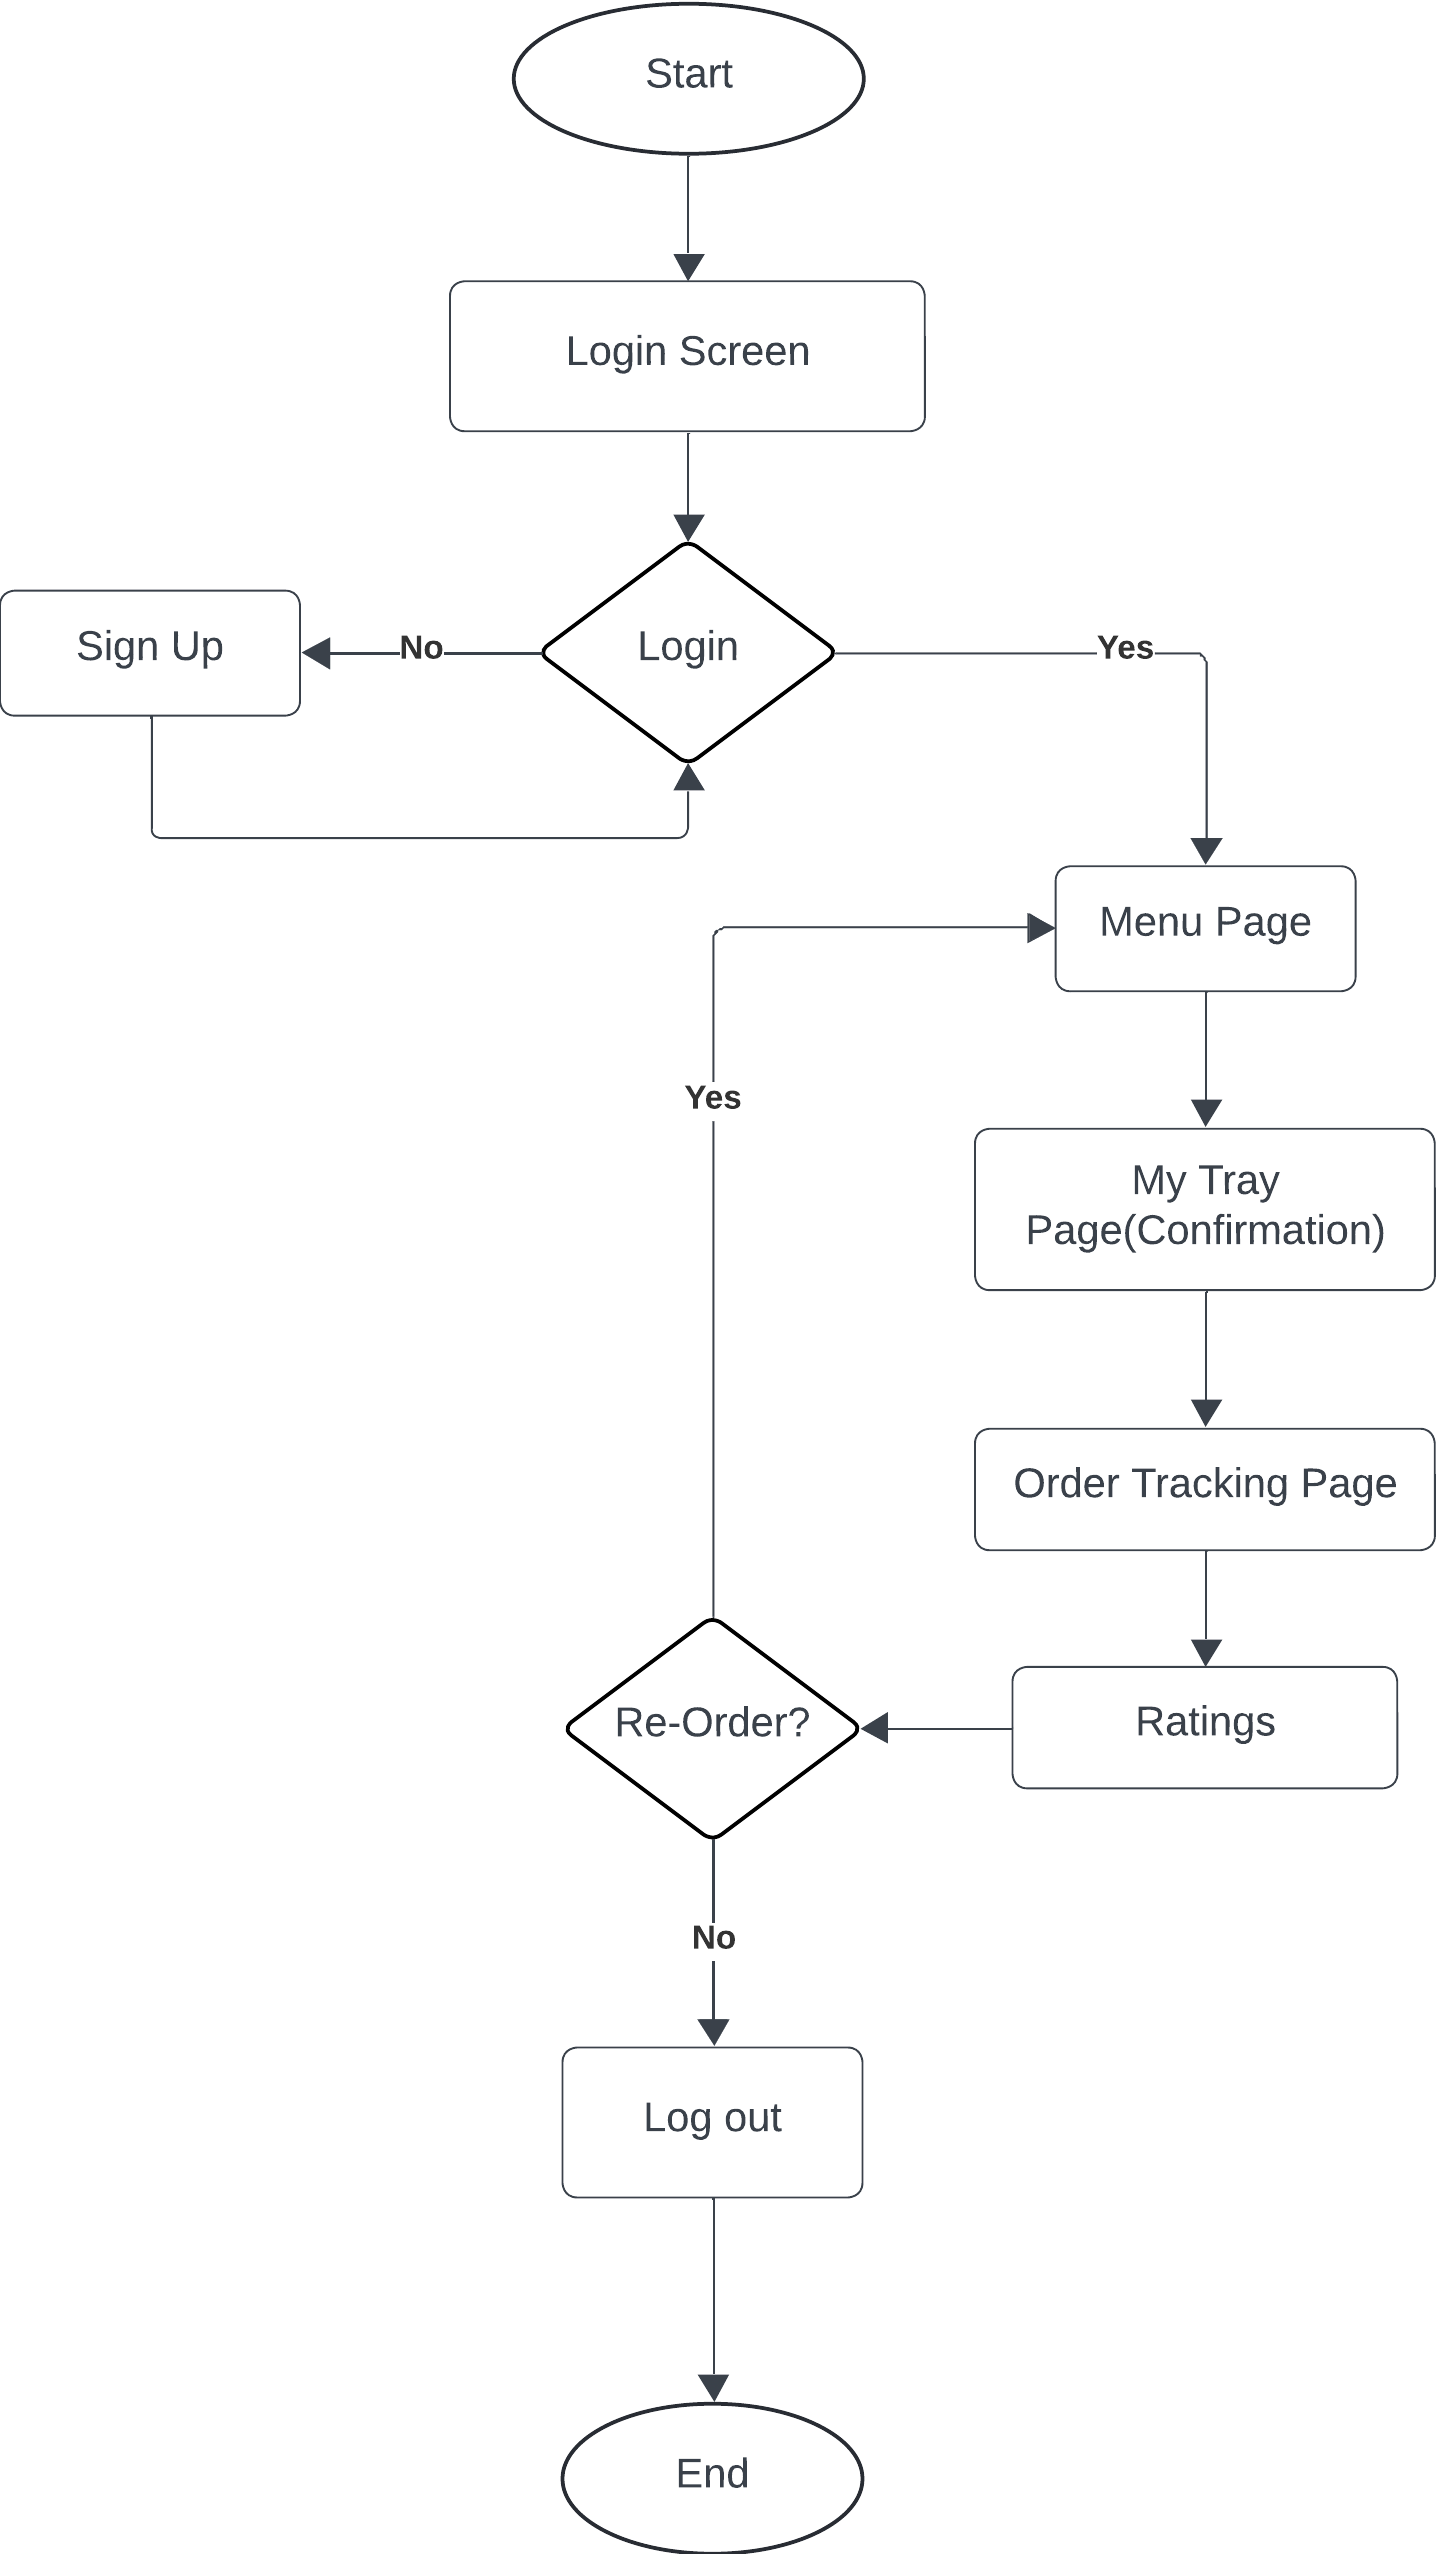 Start
Login Screen
Sign Up
No
Login
Yes
Menu Page
Yes
My Tray
Page(Confirmation)
Order Tracking Page
Re-Order?
Ratings
No
Log out
End